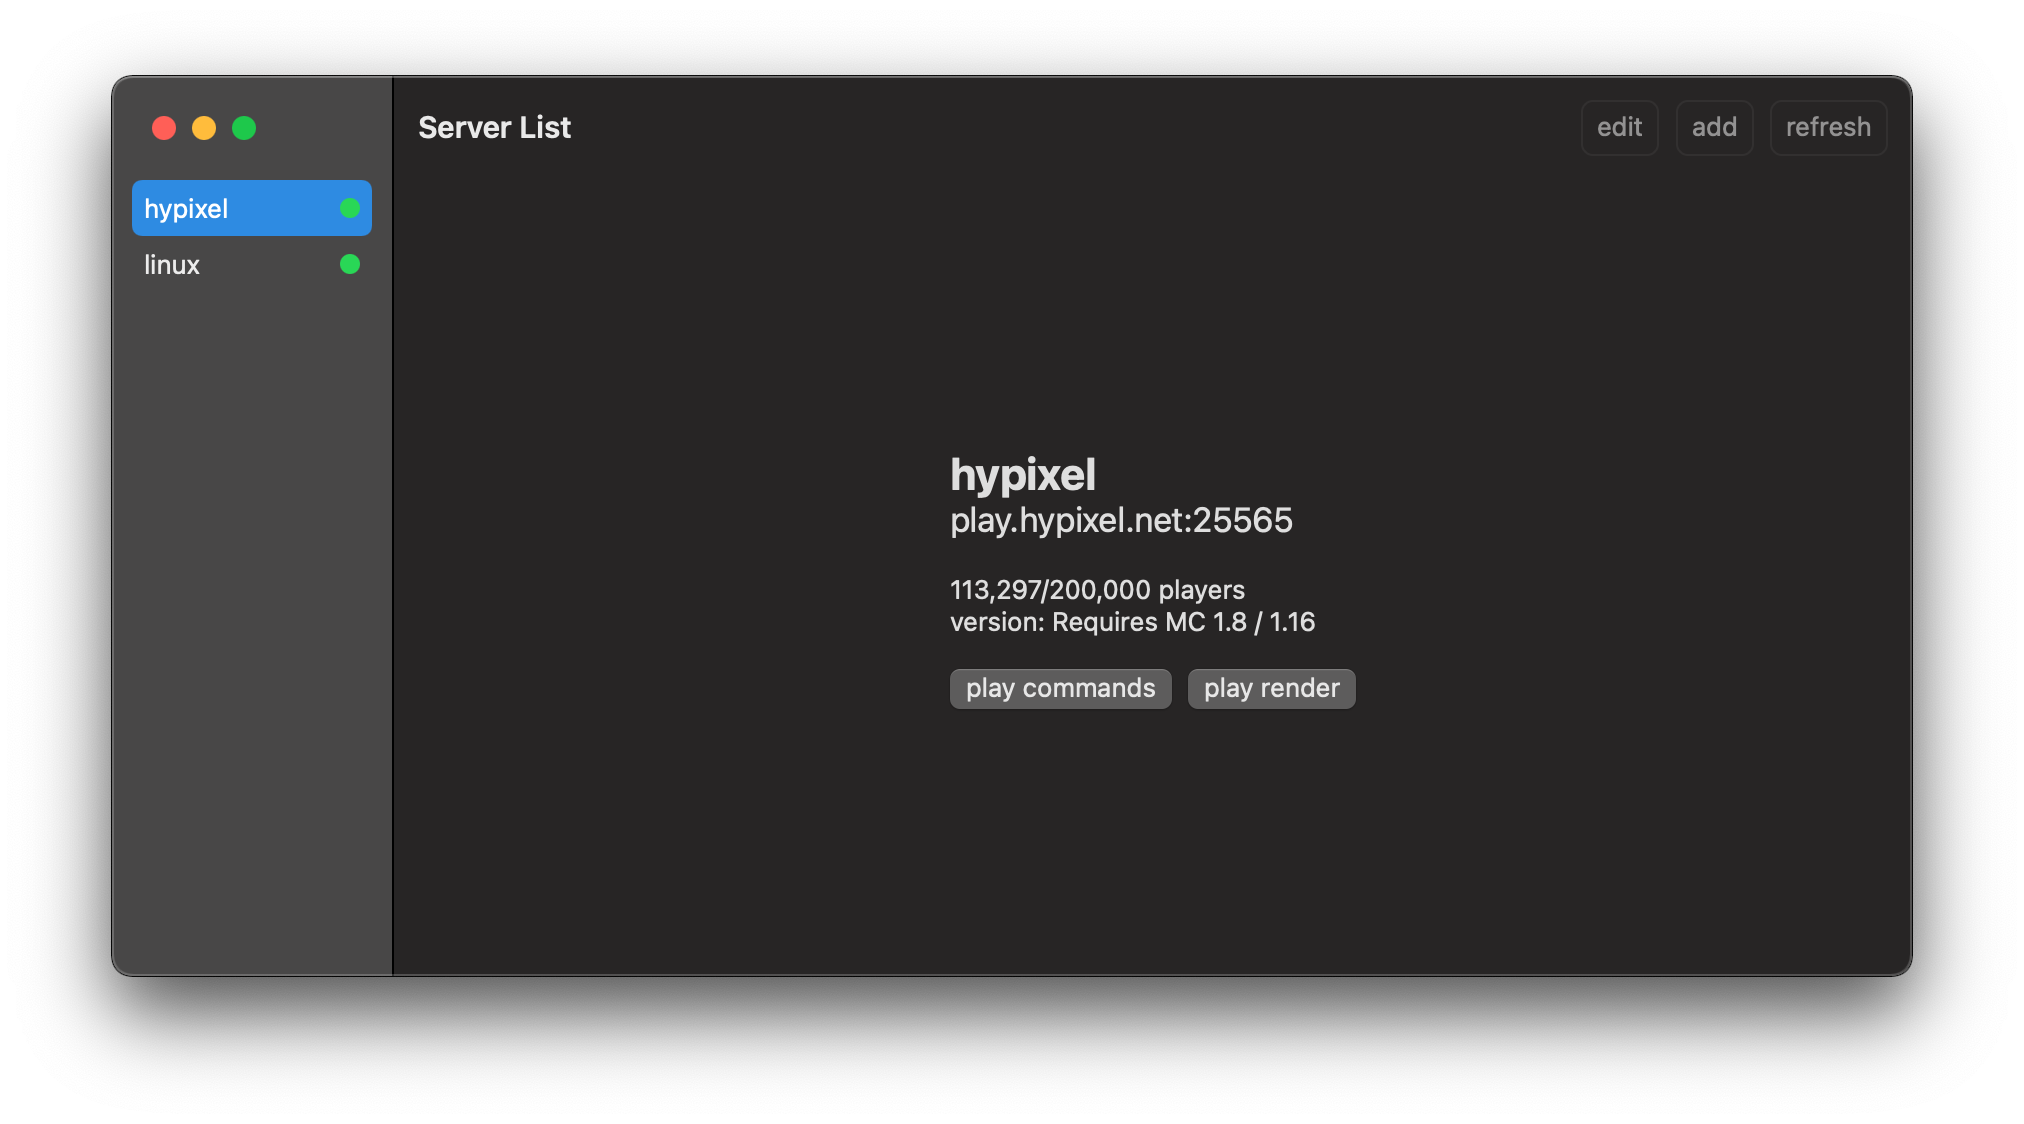 Server List
edit
add
refresh
hypixel
linux
hypixel
play.hypixel.net:25565
113,297/200,000 players
version: Requires MC 1.8 / 1.16
play commands
play render